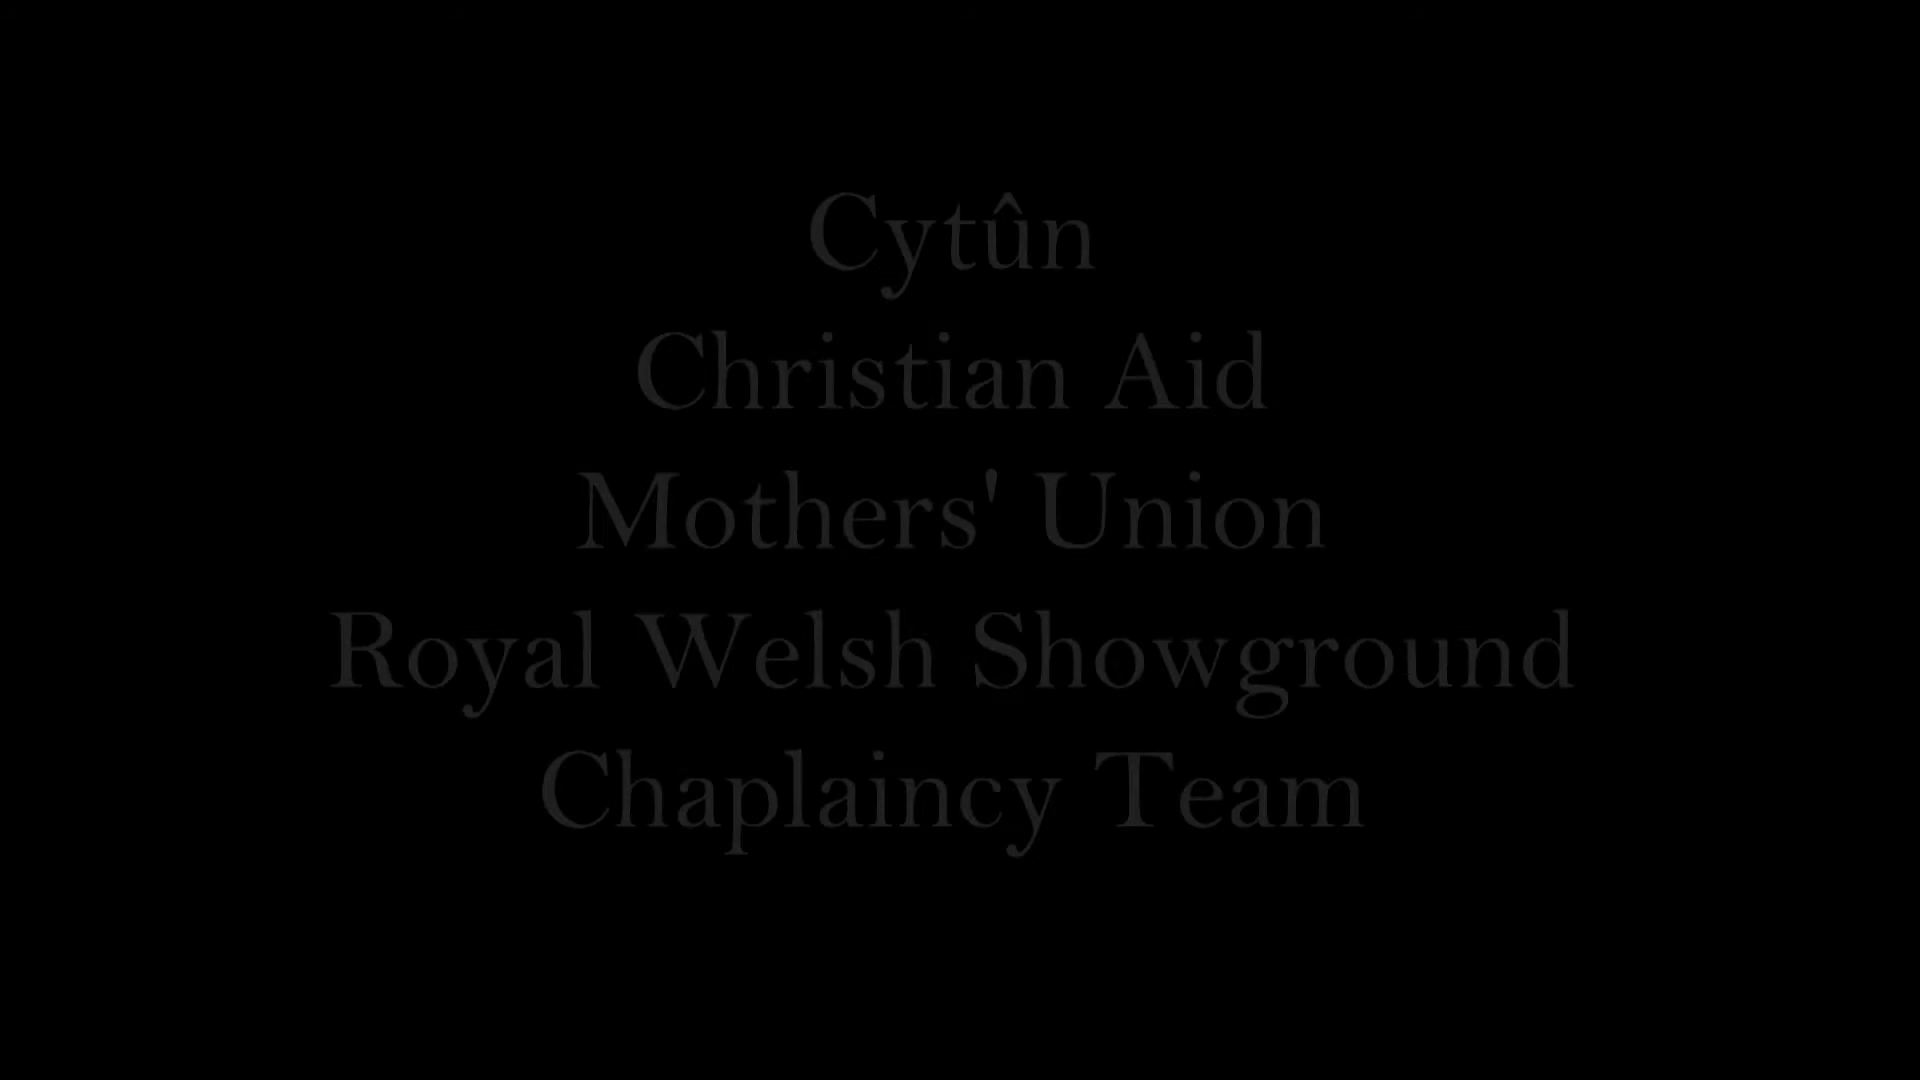 Cytûn
Christian Aid
Mothers' Union
Royal Welsh Showground
Chaplaincy Team